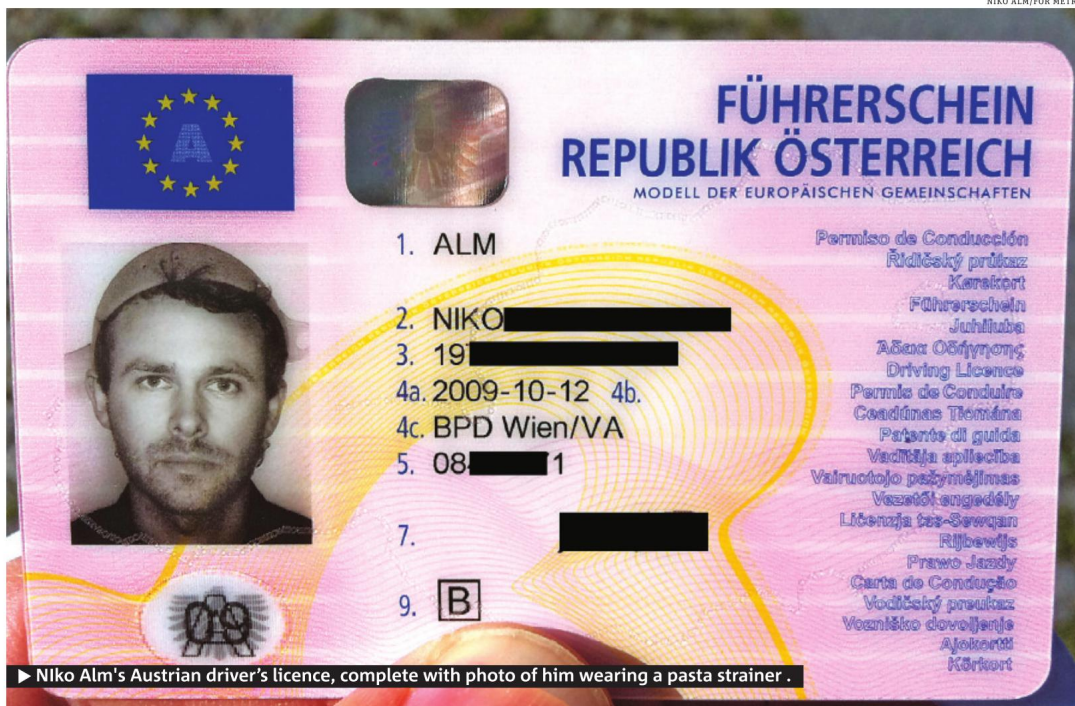 NIKO ALM/FOR METR
A
FÜHRERSCHEIN
REPUBLIK ÖSTERREICH
MODELL DER EUROPÄISCHEN GEMEINSCHAFTEN
1. ALM
2. NIKO
3. 197
4a. 2009-10-12 4b.
4c. BPD Wien/VA
5. 08 1
7.
9. B
09
Permiso de Conducción
Řidičský průkaz
Kørekort
Führerschein
Juhiluba
Άδεια Οδήγησης
Driving Licence
Permis de Conduire
Ceadúnas Tiomána
Patente di guida
Vadītāja apliecība
Vairuotojo pažymėjimas
Vezetői engedély
Liċenzja tas-Sewqan
Rijbewijs
Prawo Jazdy
Carta de Condução
Vodičský preukaz
Vozniško dovoljenje
Ajokortti
Körkort
▶ NIko Alm's Austrian driver's licence, complete with photo of him wearing a pasta strainer .